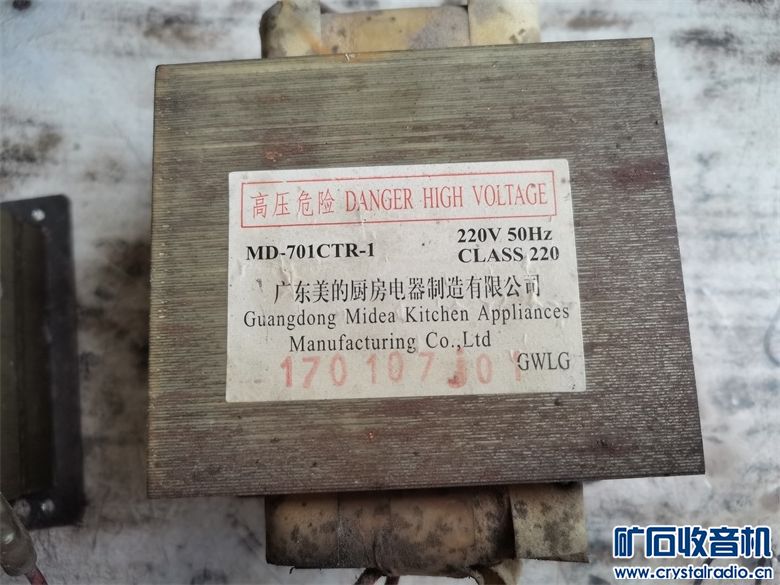 高压危险 DANGER HIGH VOLTAGE
MD-701CTR-1 220V 50Hz
CLASS 220
广东美的厨房电器制造有限公司
Guangdong Midea Kitchen Appliances
Manufacturing Co.,Ltd
170107J01 GWLG
矿石收音机
www.crystalradio.cn